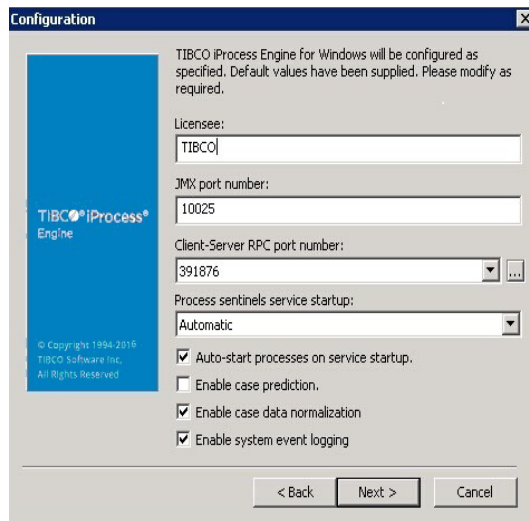 Configuration
TIBCO iProcess Engine for Windows will be configured as
specified. Default values have been supplied. Please modify as
required.
Licensee:
TIBCO
JMX port number:
10025
Client-Server RPC port number:
391876
...
Process sentinels service startup:
Automatic
Auto-start processes on service startup.
Enable case prediction.
Enable case data normalization
Enable system event logging
TIBCO® iProcess®
Engine
© Copyright 1994-2016
TIBCO Software Inc,
All Rights Reserved
< Back
Next >
Cancel